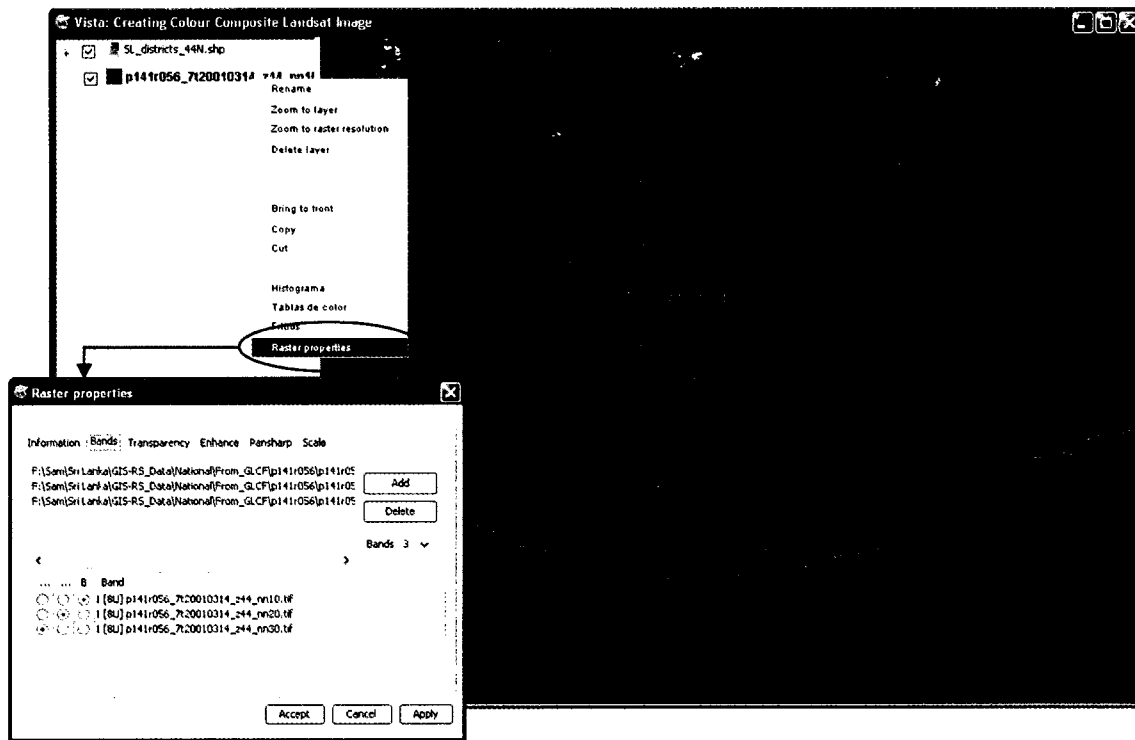 Vista: Creating Colour Composite Landsat Image
SL_districts_44N.shp
p141r056_7t20010314_z44_nn1
Rename
Zoom to layer
Zoom to raster resolution
Delete layer
Bring to front
Copy
Cut
Histograma
Tablas de color
Raster properties
Raster properties
Information Bands Transparency Enhance Pansharp Scale
F:\Sam\Sri Lanka\GIS-RS_Data\National\From_GLCF\p141r056\p141r05
F:\Sam\Sri Lanka\GIS-RS_Data\National\From_GLCF\p141r056\p141r05
F:\Sam\Sri Lanka\GIS-RS_Data\National\From_GLCF\p141r056\p141r05
Add
Delete
Bands 3
... ... B Band
1 [8U] p141r056_7t20010314_z44_nn10.tif
1 [8U] p141r056_7t20010314_z44_nn20.tif
1 [8U] p141r056_7t20010314_z44_nn30.tif
Accept Cancel Apply